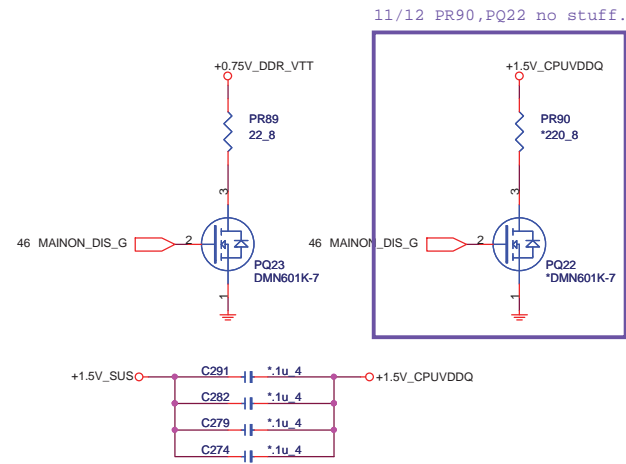 11/12 PR90,PQ22 no stuff.
+0.75V_DDR_VTT
+1.5V_CPUVDDQ
PR89
22_8
PR90
*220_8
3
3
46 MAINON_DIS_G
2
46 MAINON_DIS_G
2
PQ23
DMN601K-7
PQ22
*DMN601K-7
1
1
+1.5V_SUS
C291
*.1u_4
+1.5V_CPUVDDQ
C282
*.1u_4
C279
*.1u_4
C274
*.1u_4